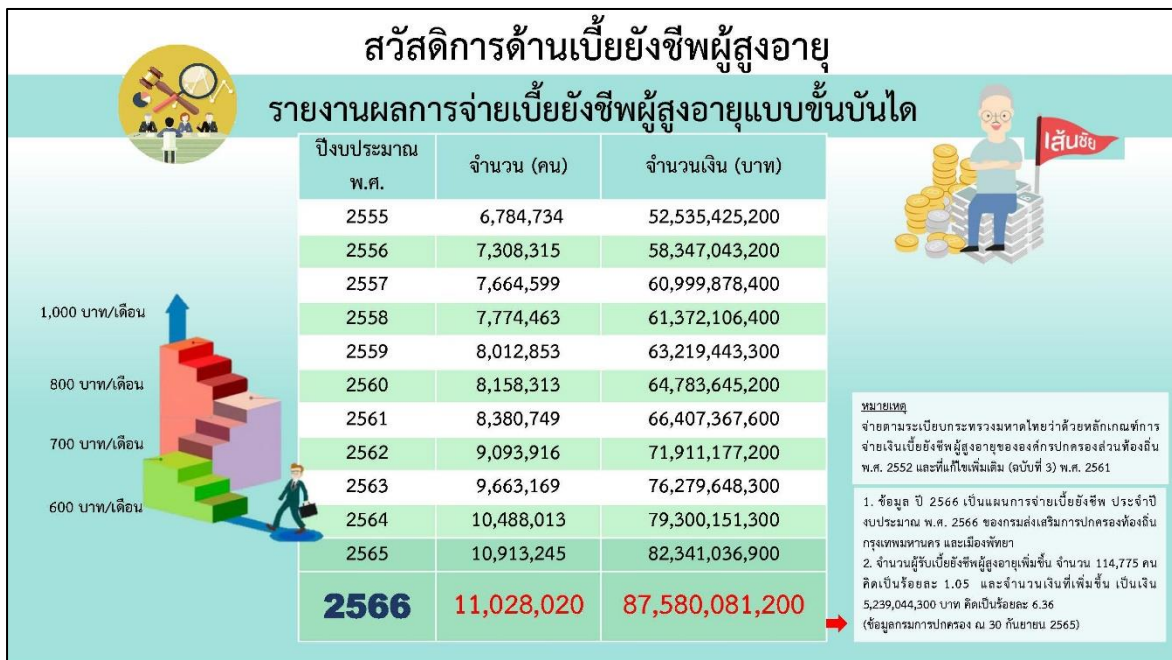 สวัสดิการด้านเบี้ยยังชีพผู้สูงอายุ
รายงานผลการจ่ายเบี้ยยังชีพผู้สูงอายุแบบขั้นบันได
ปีงบประมาณ พ.ศ. จำนวน (คน) จำนวนเงิน (บาท)
2555 6,784,734 52,535,425,200
2556 7,308,315 58,347,043,200
2557 7,664,599 60,999,878,400
2558 7,774,463 61,372,106,400
2559 8,012,853 63,219,443,300
2560 8,158,313 64,783,645,200
2561 8,380,749 66,407,367,600
2562 9,093,916 71,911,177,200
2563 9,663,169 76,279,648,300
2564 10,488,013 79,300,151,300
2565 10,913,245 82,341,036,900
2566 11,028,020 87,580,081,200
1,000 บาท/เดือน
800 บาท/เดือน
700 บาท/เดือน
600 บาท/เดือน
เส้นชัย
หมายเหตุ
จ่ายตามระเบียบกระทรวงมหาดไทยว่าด้วยหลักเกณฑ์การ
จ่ายเงินเบี้ยยังชีพผู้สูงอายุขององค์กรปกครองส่วนท้องถิ่น
พ.ศ. 2552 และที่แก้ไขเพิ่มเติม (ฉบับที่ 3) พ.ศ. 2561
1. ข้อมูล ปี 2566 เป็นแผนการจ่ายเบี้ยยังชีพ ประจำปี
งบประมาณ พ.ศ. 2566 ของกรมส่งเสริมการปกครองท้องถิ่น
กรุงเทพมหานคร และเมืองพัทยา
2. จำนวนผู้รับเบี้ยยังชีพผู้สูงอายุเพิ่มขึ้น จำนวน 114,775 คน
คิดเป็นร้อยละ 1.05 และจำนวนเงินที่เพิ่มขึ้น เป็นเงิน
5,239,044,300 บาท คิดเป็นร้อยละ 6.36
(ข้อมูลกรมการปกครอง ณ 30 กันยายน 2565)